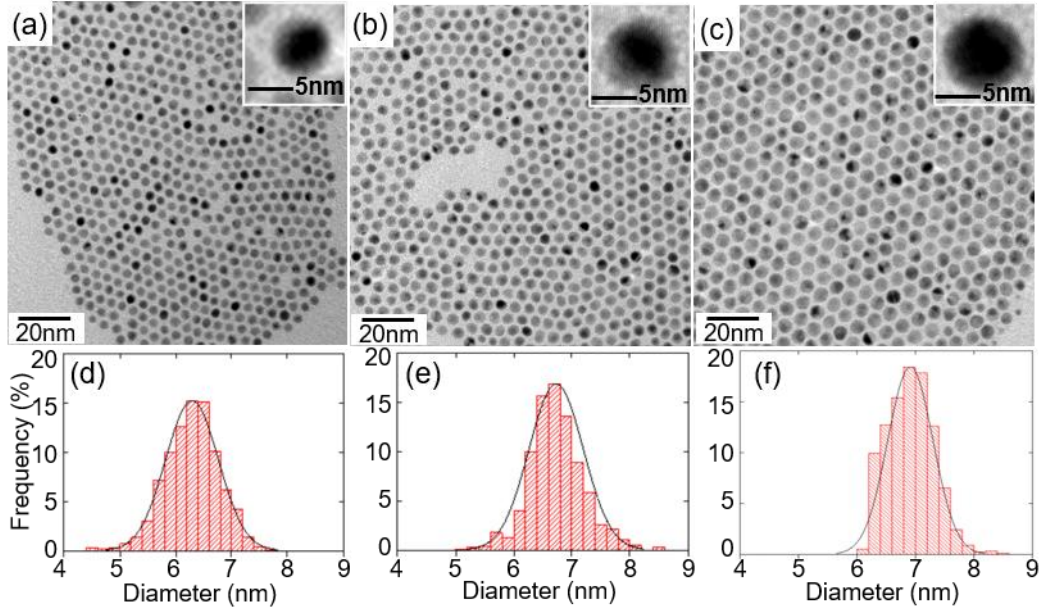 (a)
5nm
20nm
(b)
5nm
20nm
(c)
5nm
20nm
(d)
Frequency (%)
20
15
10
5
0
4 5 6 7 8 9
Diameter (nm)
(e)
20
15
10
5
0
4 5 6 7 8 9
Diameter (nm)
(f)
20
15
10
5
0
4 5 6 7 8 9
Diameter (nm)